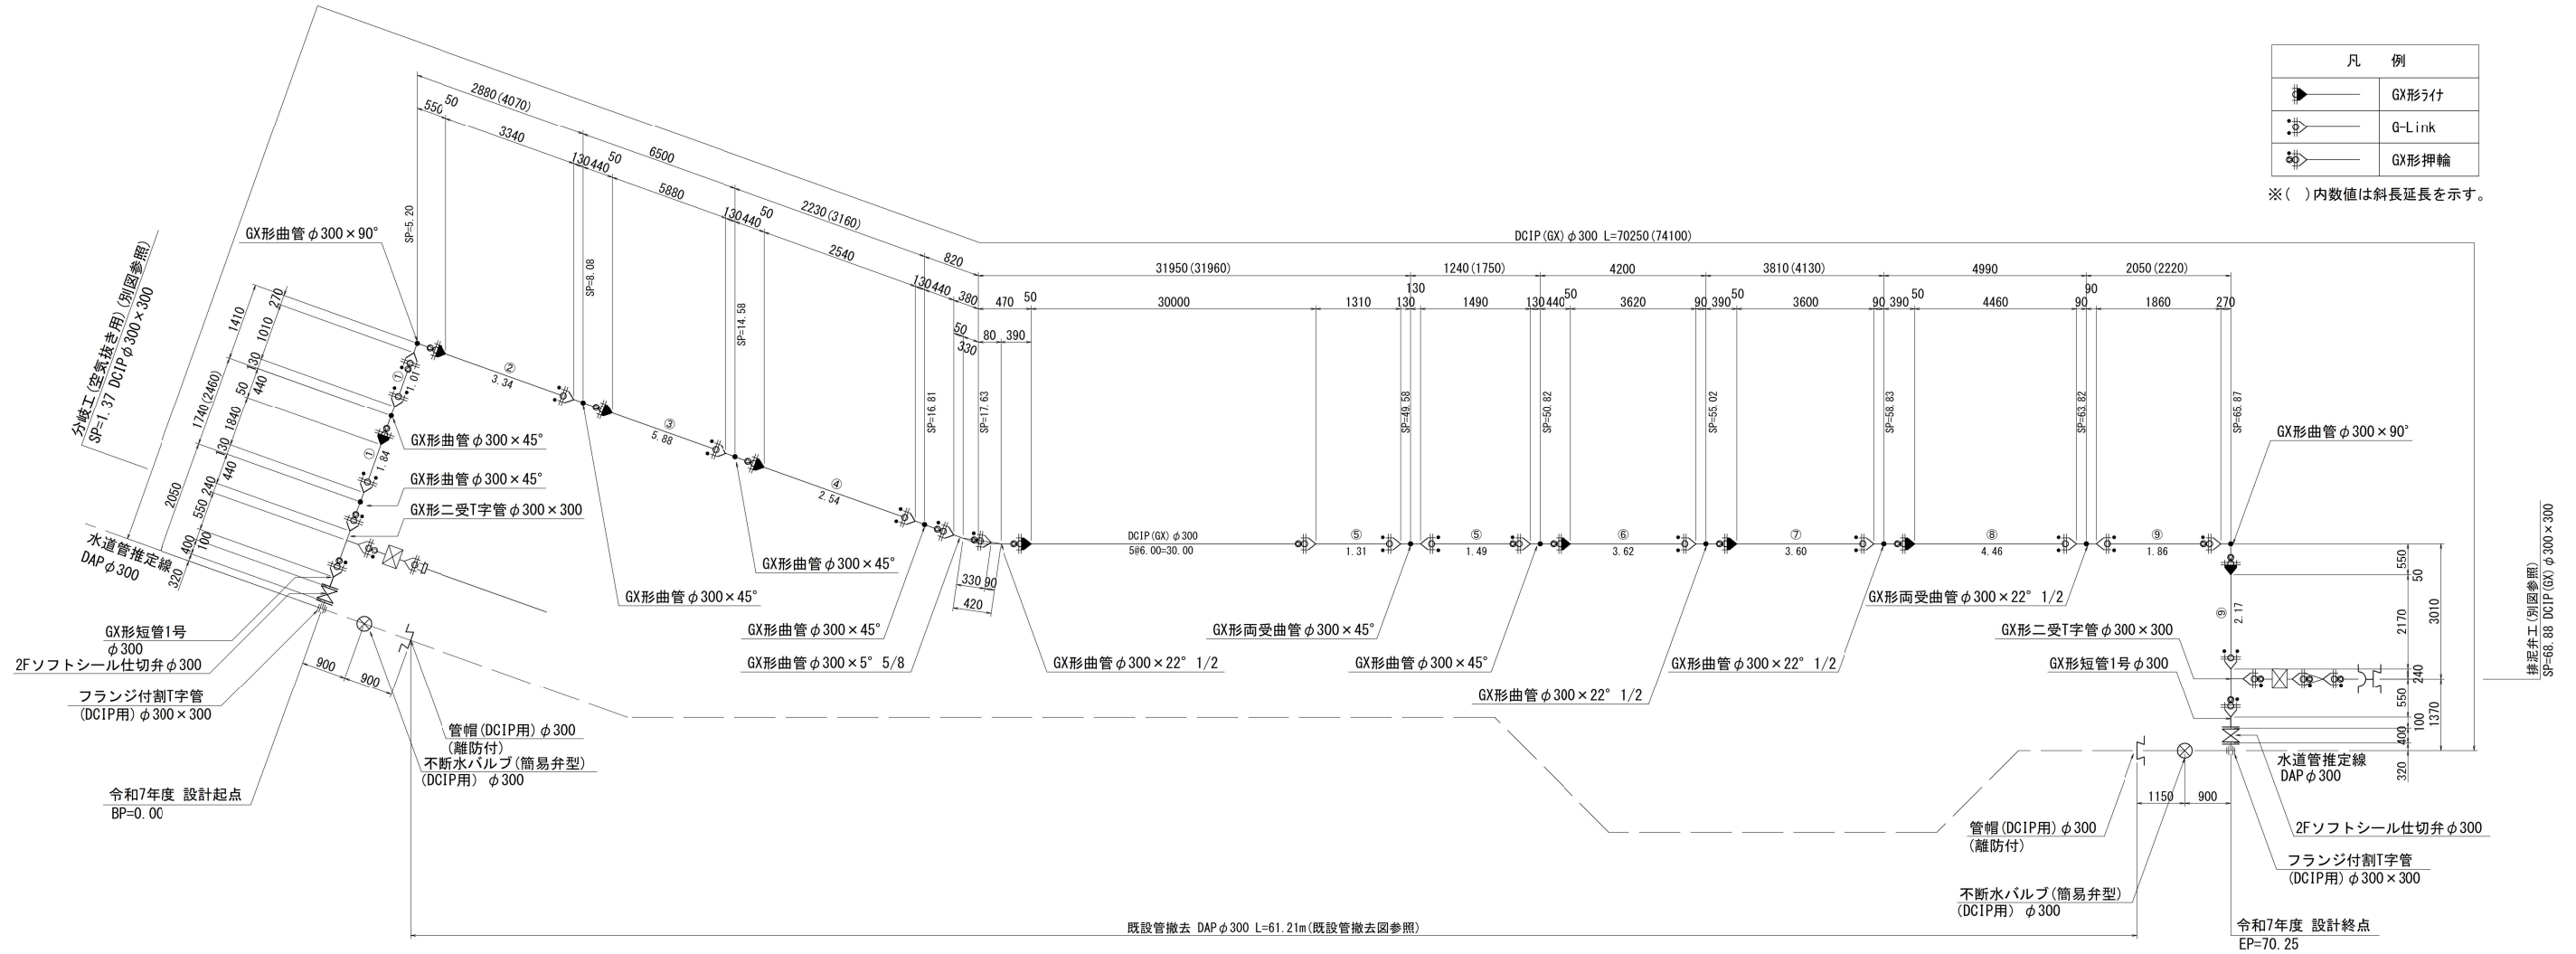 凡 例
GX形ライナ
G-Link
GX形押輪
※( )内数値は斜長延長を示す。
2880(4070)
550
50
3340
130
440
50
6500
5880
130
440
50
2230(3160)
2540
130
440
820
380
DCIP(GX)φ300 L=70250(74100)
31950(31960)
1240(1750)
4200
3810(4130)
4990
2050(2220)
470
50
30000
1310
130
130
1490
130
440
50
3620
90
390
50
3600
90
390
50
4460
90
90
1860
270
50
330
80
390
SP=5.20
SP=8.08
SP=14.58
SP=16.81
SP=17.63
SP=49.58
SP=50.82
SP=55.02
SP=58.83
SP=63.82
SP=65.87
分岐工(空気抜き用)(別図参照)
SP=1.37 DCIPφ300×300
GX形曲管φ300×90°
1410
270
1010
130
1740(2460)
50
440
1840
130
2050
240
440
550
400
100
320
①
1.01
①
1.84
②
3.34
③
5.88
④
2.54
DCIP(GX)φ300
5@6.00=30.00
⑤
1.31
⑤
1.49
⑥
3.62
⑦
3.60
⑧
4.46
⑨
1.86
⑨
2.17
330
90
420
GX形曲管φ300×45°
GX形曲管φ300×45°
GX形二受T字管φ300×300
水道管推定線
DAPφ300
GX形短管1号
φ300
2Fソフトシール仕切弁φ300
フランジ付割T字管
(DCIP用)φ300×300
900
900
令和7年度 設計起点
BP=0.00
管帽(DCIP用)φ300
(離防付)
不断水バルブ(簡易弁型)
(DCIP用) φ300
GX形曲管φ300×45°
GX形曲管φ300×45°
GX形曲管φ300×45°
GX形曲管φ300×5° 5/8
GX形曲管φ300×22° 1/2
GX形両受曲管φ300×45°
GX形曲管φ300×45°
GX形曲管φ300×22° 1/2
GX形曲管φ300×22° 1/2
GX形両受曲管φ300×22° 1/2
GX形曲管φ300×90°
GX形二受T字管φ300×300
GX形短管1号φ300
550
50
2170
3010
240
550
100
1370
400
320
排泥弁工(別図参照)
SP=68.88 DCIP(GX)φ300×300
水道管推定線
DAPφ300
1150
900
管帽(DCIP用)φ300
(離防付)
2Fソフトシール仕切弁φ300
フランジ付割T字管
(DCIP用)φ300×300
不断水バルブ(簡易弁型)
(DCIP用) φ300
既設管撤去 DAPφ300 L=61.21m(既設管撤去図参照)
令和7年度 設計終点
EP=70.25